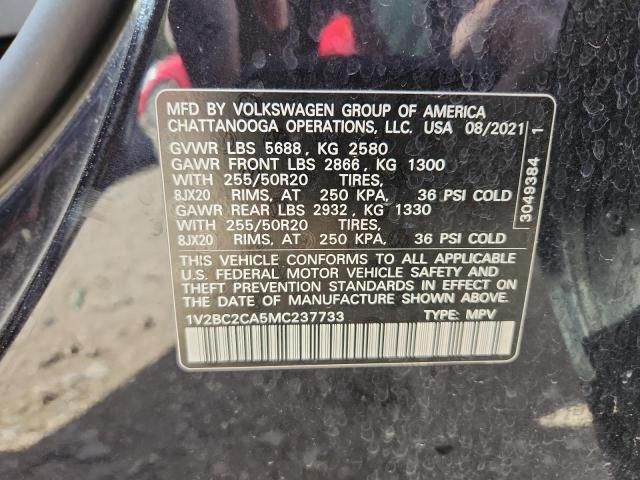 MFD BY VOLKSWAGEN GROUP OF AMERICA
CHATTANOOGA OPERATIONS, LLC. USA 08/2021
GVWR LBS 5688, KG 2580
GAWR FRONT LBS 2866, KG 1300
WITH 255/50R20 TIRES,
8JX20 RIMS, AT 250 KPA, 36 PSI COLD
GAWR REAR LBS 2932, KG 1330
WITH 255/50R20 TIRES,
8JX20 RIMS, AT 250 KPA, 36 PSI COLD
THIS VEHICLE CONFORMS TO ALL APPLICABLE
U.S. FEDERAL MOTOR VEHICLE SAFETY AND
THEFT PREVENTION STANDARDS IN EFFECT ON
THE DATE OF MANUFACTURE SHOWN ABOVE.
1V2BC2CA5MC237733 TYPE: MPV
3049384 1